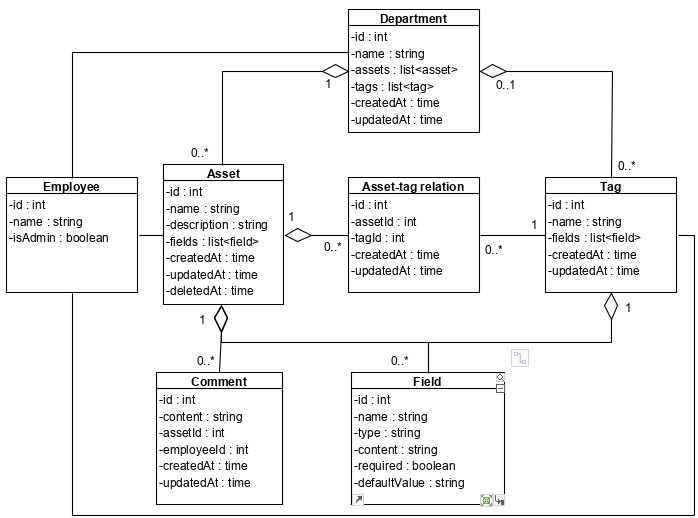 Department
-id : int
-name : string
-assets : list<asset>
-tags : list<tag>
-createdAt : time
-updatedAt : time
1
0..1
0..*
0..*
Employee
-id : int
-name : string
-isAdmin : boolean
Asset
-id : int
-name : string
-description : string
-fields : list<field>
-createdAt : time
-updatedAt : time
-deletedAt : time
1
0..*
Asset-tag relation
-id : int
-assetId : int
-tagId : int
-createdAt : time
-updatedAt : time
1
0..*
Tag
-id : int
-name : string
-fields : list<field>
-createdAt : time
-updatedAt : time
1
1
0..*
0..*
Comment
-id : int
-content : string
-assetId : int
-employeeId : int
-createdAt : time
-updatedAt : time
Field
-id : int
-name : string
-type : string
-content : string
-required : boolean
-defaultValue : string